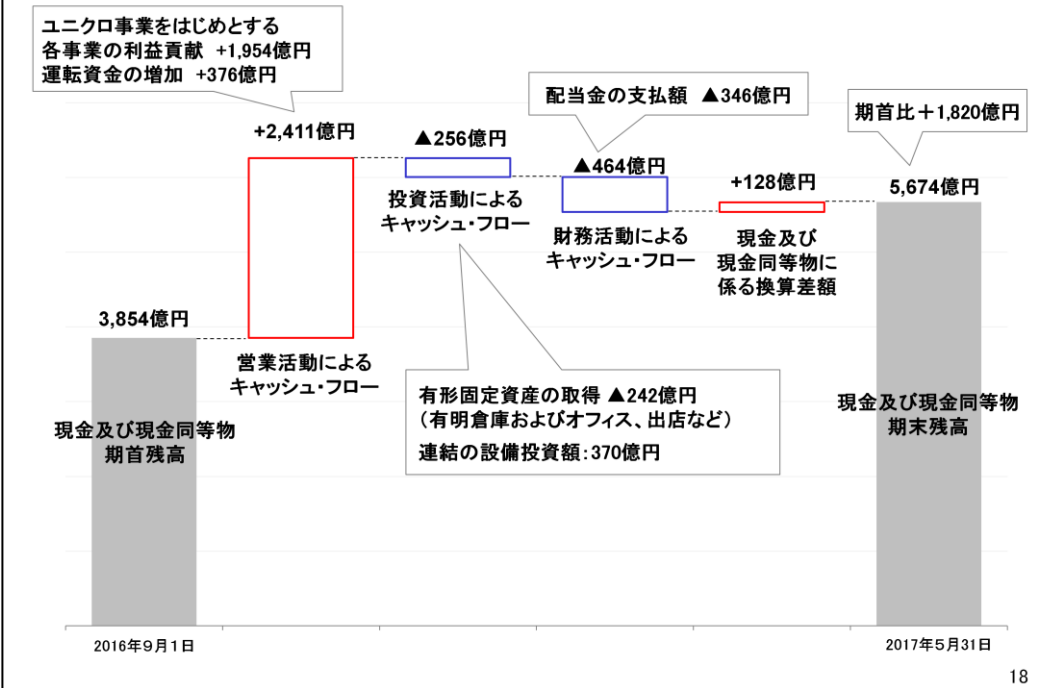 ユニクロ事業をはじめとする
各事業の利益貢献 +1,954億円
運転資金の増加 +376億円
+2,411億円
営業活動による
キャッシュ・フロー
▲256億円
投資活動による
キャッシュ・フロー
配当金の支払額 ▲346億円
▲464億円
財務活動による
キャッシュ・フロー
+128億円
現金及び
現金同等物に
係る換算差額
期首比+1,820億円
5,674億円
3,854億円
現金及び現金同等物
期首残高
有形固定資産の取得 ▲242億円
(有明倉庫およびオフィス、出店など)
連結の設備投資額:370億円
現金及び現金同等物
期末残高
2016年9月1日
2017年5月31日
18